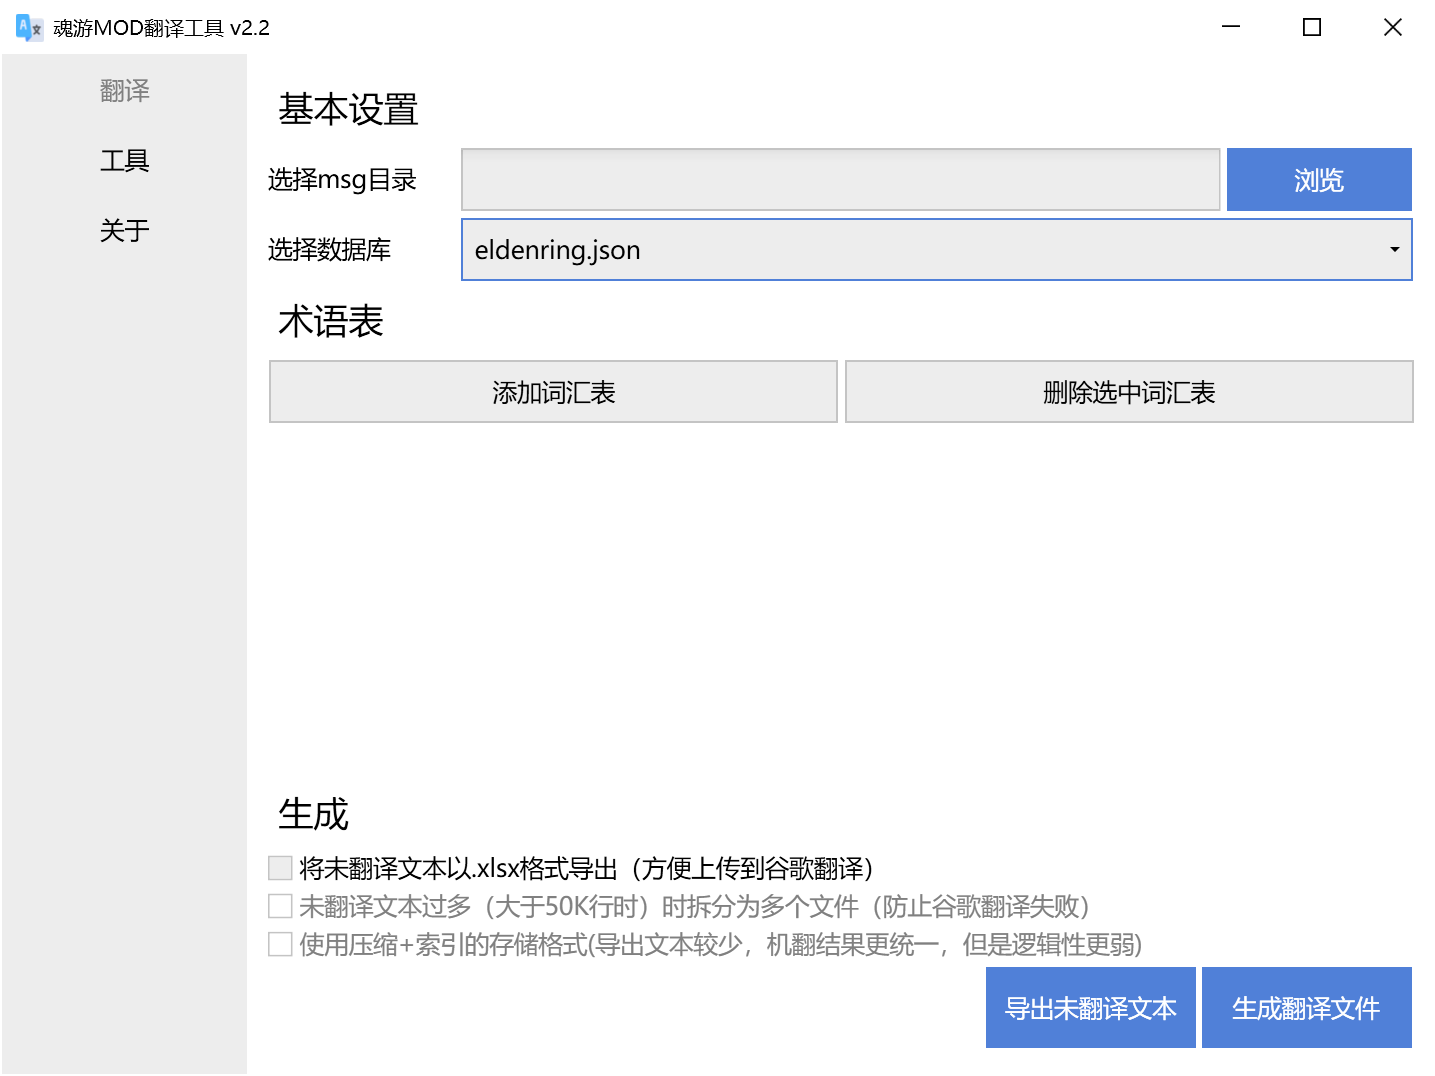 魂游MOD翻译工具 v2.2
翻译
工具
关于
基本设置
选择msg目录
浏览
选择数据库
eldenring.json
术语表
添加词汇表
删除选中词汇表
生成
将未翻译文本以.xlsx格式导出（方便上传到谷歌翻译）
未翻译文本过多（大于50K行时）时拆分为多个文件（防止谷歌翻译失败）
使用压缩+索引的存储格式(导出文本较少，机翻结果更统一，但是逻辑性更弱)
导出未翻译文本
生成翻译文件